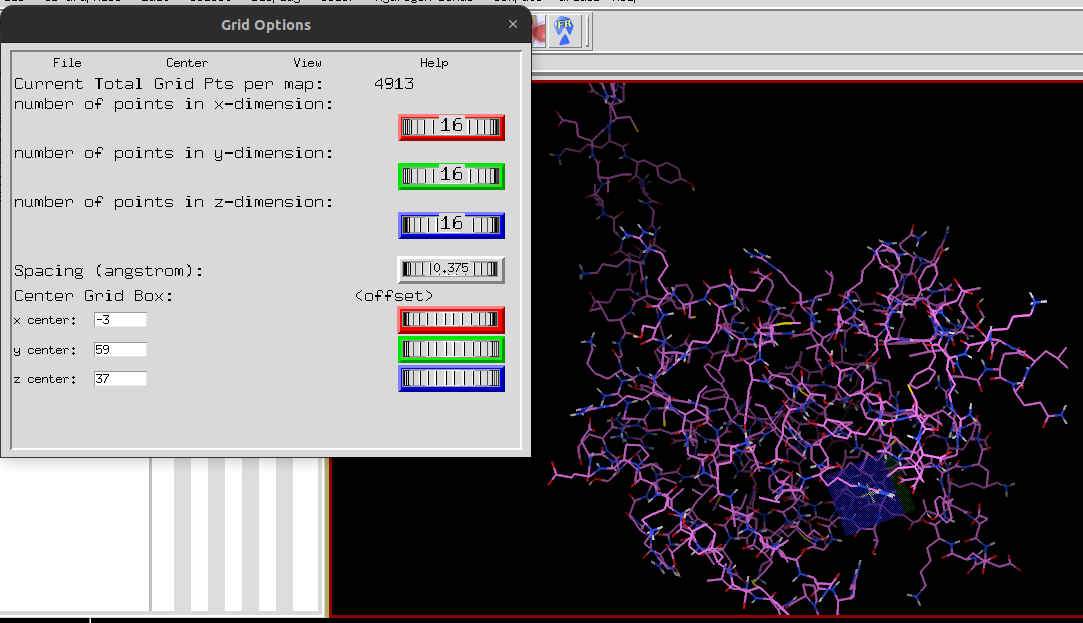 Grid Options
File Center View Help
Current Total Grid Pts per map: 4913
number of points in x-dimension:
16
number of points in y-dimension:
16
number of points in z-dimension:
16
Spacing (angstrom): 0.375
Center Grid Box: (offset)
x center: -3
y center: 59
z center: 37
FR